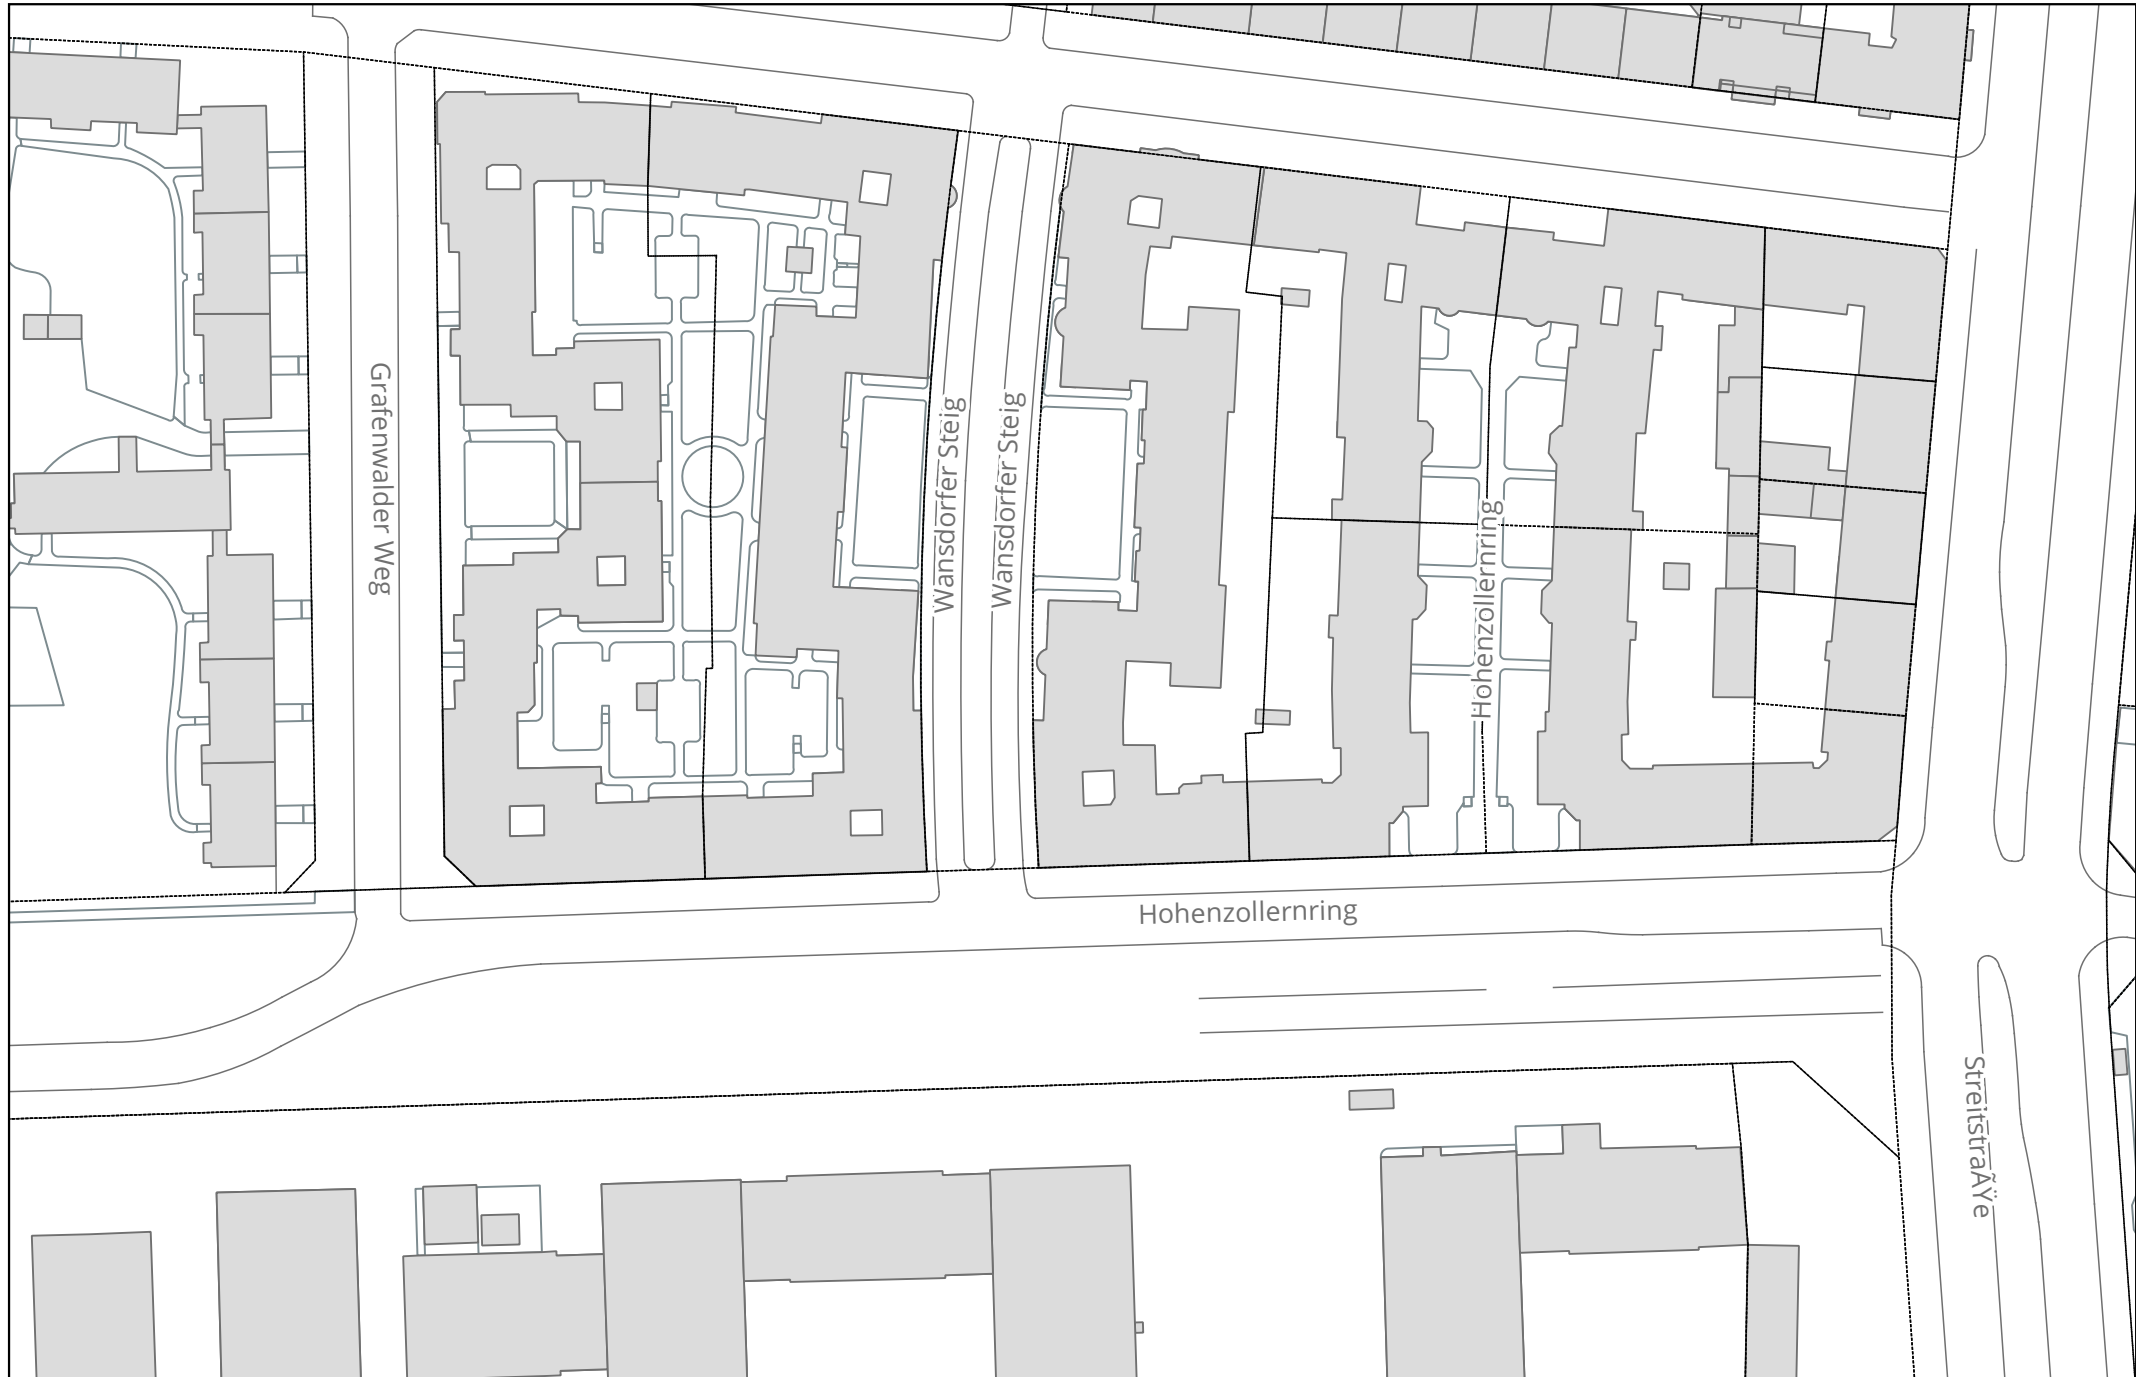 Grafenwalder Weg
Wansdorfer Steig
Wansdorfer Steig
Hohenzollernring
Hohenzollernring
StreitstraÃŸe